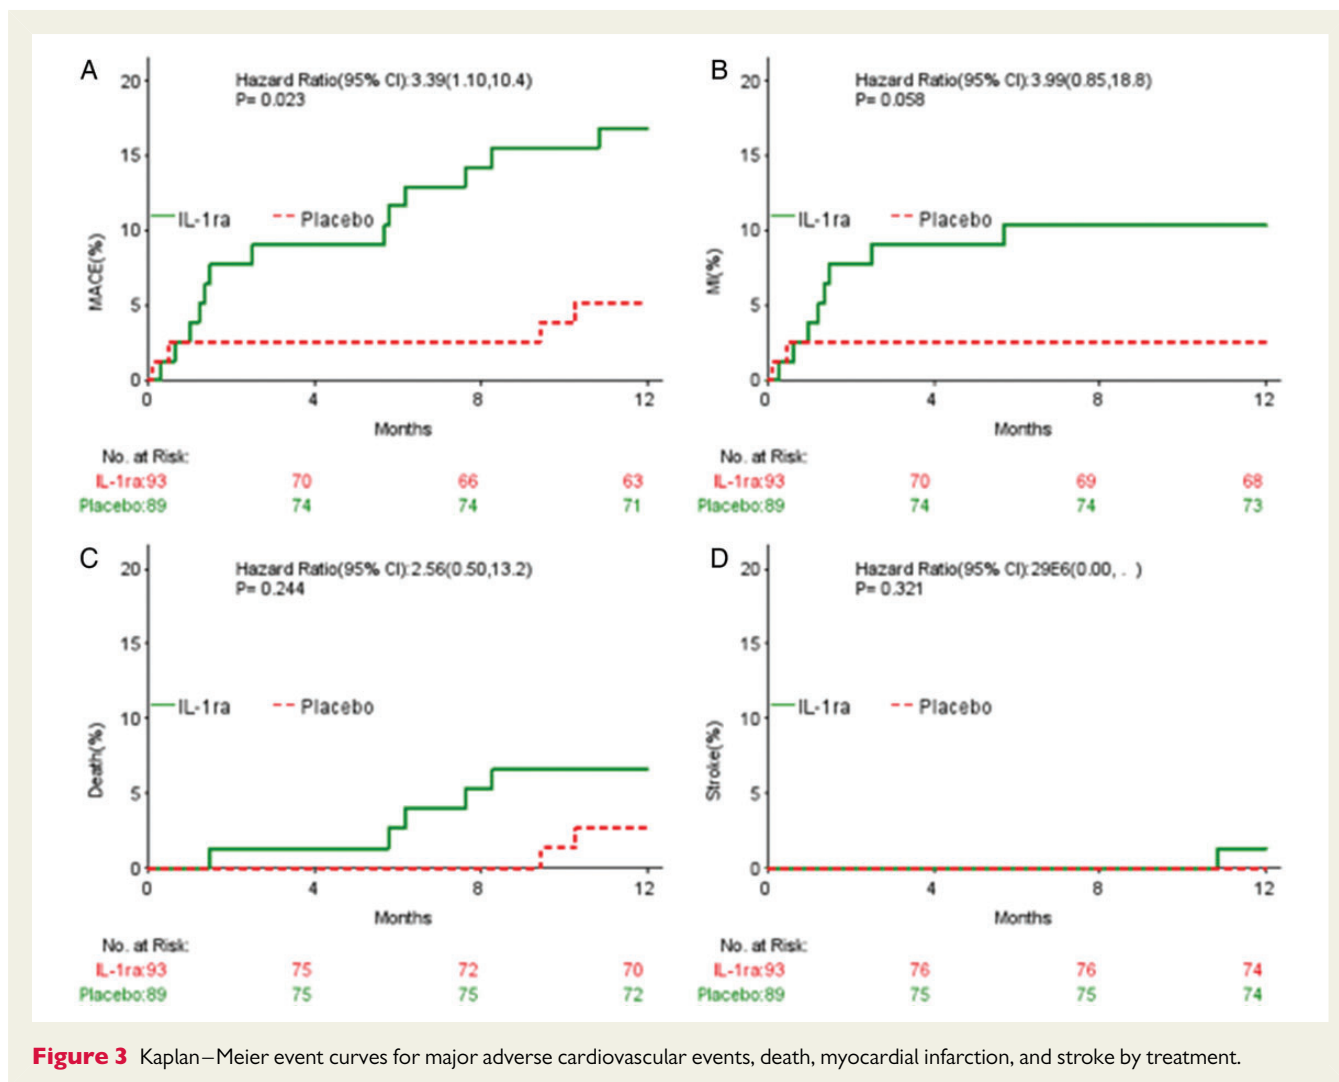 A
Hazard Ratio(95% CI):3.39(1.10,10.4)
P= 0.023
20
15
10
5
0
MACE(%)
IL-1ra
Placebo
0 4 8 12
Months
No. at Risk:
IL-1ra:93 70 66 63
Placebo:89 74 74 71
B
Hazard Ratio(95% CI):3.99(0.85,18.8)
P= 0.058
20
15
10
5
0
MI(%)
IL-1ra
Placebo
0 4 8 12
Months
No. at Risk:
IL-1ra:93 70 69 68
Placebo:89 74 74 73
C
Hazard Ratio(95% CI):2.56(0.50,13.2)
P= 0.244
20
15
10
5
0
Death(%)
IL-1ra
Placebo
0 4 8 12
Months
No. at Risk:
IL-1ra:93 75 72 70
Placebo:89 75 75 72
D
Hazard Ratio(95% CI):29E6(0.00, . )
P= 0.321
20
15
10
5
0
Stroke(%)
IL-1ra
Placebo
0 4 8 12
Months
No. at Risk:
IL-1ra:93 76 76 74
Placebo:89 75 75 74
Figure 3 Kaplan–Meier event curves for major adverse cardiovascular events, death, myocardial infarction, and stroke by treatment.